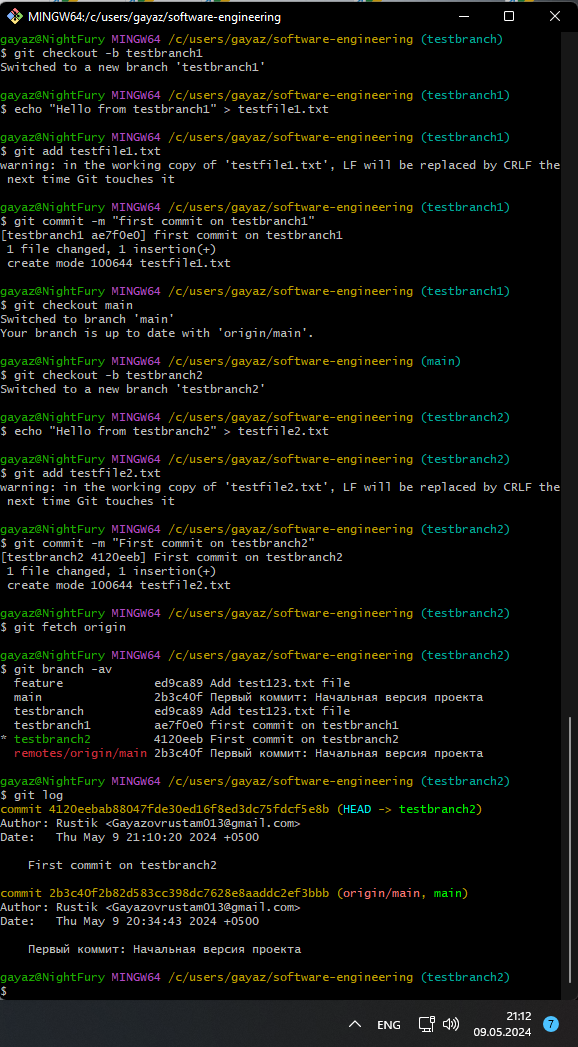 MINGW64:/c/users/gayaz/software-engineering
gayaz@NightFury MINGW64 /c/users/gayaz/software-engineering (testbranch)
$ git checkout -b testbranch1
Switched to a new branch 'testbranch1'
gayaz@NightFury MINGW64 /c/users/gayaz/software-engineering (testbranch1)
$ echo "Hello from testbranch1" > testfile1.txt
gayaz@NightFury MINGW64 /c/users/gayaz/software-engineering (testbranch1)
$ git add testfile1.txt
warning: in the working copy of 'testfile1.txt', LF will be replaced by CRLF the
next time Git touches it
gayaz@NightFury MINGW64 /c/users/gayaz/software-engineering (testbranch1)
$ git commit -m "first commit on testbranch1"
[testbranch1 ae7f0e0] first commit on testbranch1
1 file changed, 1 insertion(+)
create mode 100644 testfile1.txt
gayaz@NightFury MINGW64 /c/users/gayaz/software-engineering (testbranch1)
$ git checkout main
Switched to branch 'main'
Your branch is up to date with 'origin/main'.
gayaz@NightFury MINGW64 /c/users/gayaz/software-engineering (main)
$ git checkout -b testbranch2
Switched to a new branch 'testbranch2'
gayaz@NightFury MINGW64 /c/users/gayaz/software-engineering (testbranch2)
$ echo "Hello from testbranch2" > testfile2.txt
gayaz@NightFury MINGW64 /c/users/gayaz/software-engineering (testbranch2)
$ git add testfile2.txt
warning: in the working copy of 'testfile2.txt', LF will be replaced by CRLF the
next time Git touches it
gayaz@NightFury MINGW64 /c/users/gayaz/software-engineering (testbranch2)
$ git commit -m "First commit on testbranch2"
[testbranch2 4120eeb] First commit on testbranch2
1 file changed, 1 insertion(+)
create mode 100644 testfile2.txt
gayaz@NightFury MINGW64 /c/users/gayaz/software-engineering (testbranch2)
$ git fetch origin
gayaz@NightFury MINGW64 /c/users/gayaz/software-engineering (testbranch2)
$ git branch -av
feature ed9ca89 Add test123.txt file
main 2b3c40f Первый коммит: Начальная версия проекта
testbranch ed9ca89 Add test123.txt file
testbranch1 ae7f0e0 first commit on testbranch1
* testbranch2 4120eeb First commit on testbranch2
remotes/origin/main 2b3c40f Первый коммит: Начальная версия проекта
gayaz@NightFury MINGW64 /c/users/gayaz/software-engineering (testbranch2)
$ git log
commit 4120eebab88047fde30ed16f8ed3dc75fdcf5e8b (HEAD -> testbranch2)
Author: Rustik <Gayazovrustam013@gmail.com>
Date: Thu May 9 21:10:20 2024 +0500
First commit on testbranch2
commit 2b3c40f2b82d583cc398dc7628e8aaddc2ef3bbb (origin/main, main)
Author: Rustik <Gayazovrustam013@gmail.com>
Date: Thu May 9 20:34:43 2024 +0500
Первый коммит: Начальная версия проекта
gayaz@NightFury MINGW64 /c/users/gayaz/software-engineering (testbranch2)
$
ENG
21:12
09.05.2024
7